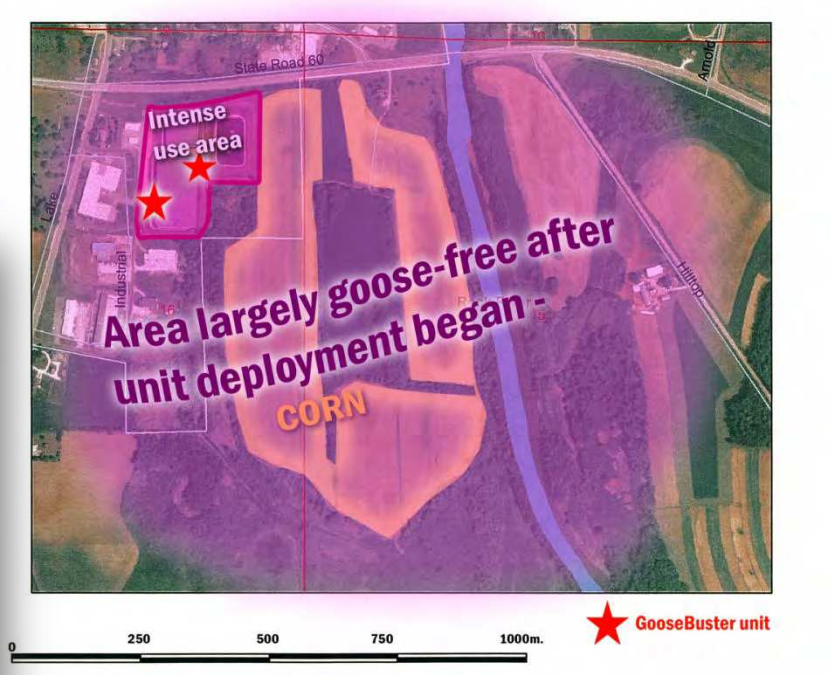 State Road 60
Arnold
Intense
use area
Lake
Area largely goose-free after
unit deployment began -
Hilltop
Industrial
16
CORN
GooseBuster unit
0 250 500 750 1000m.